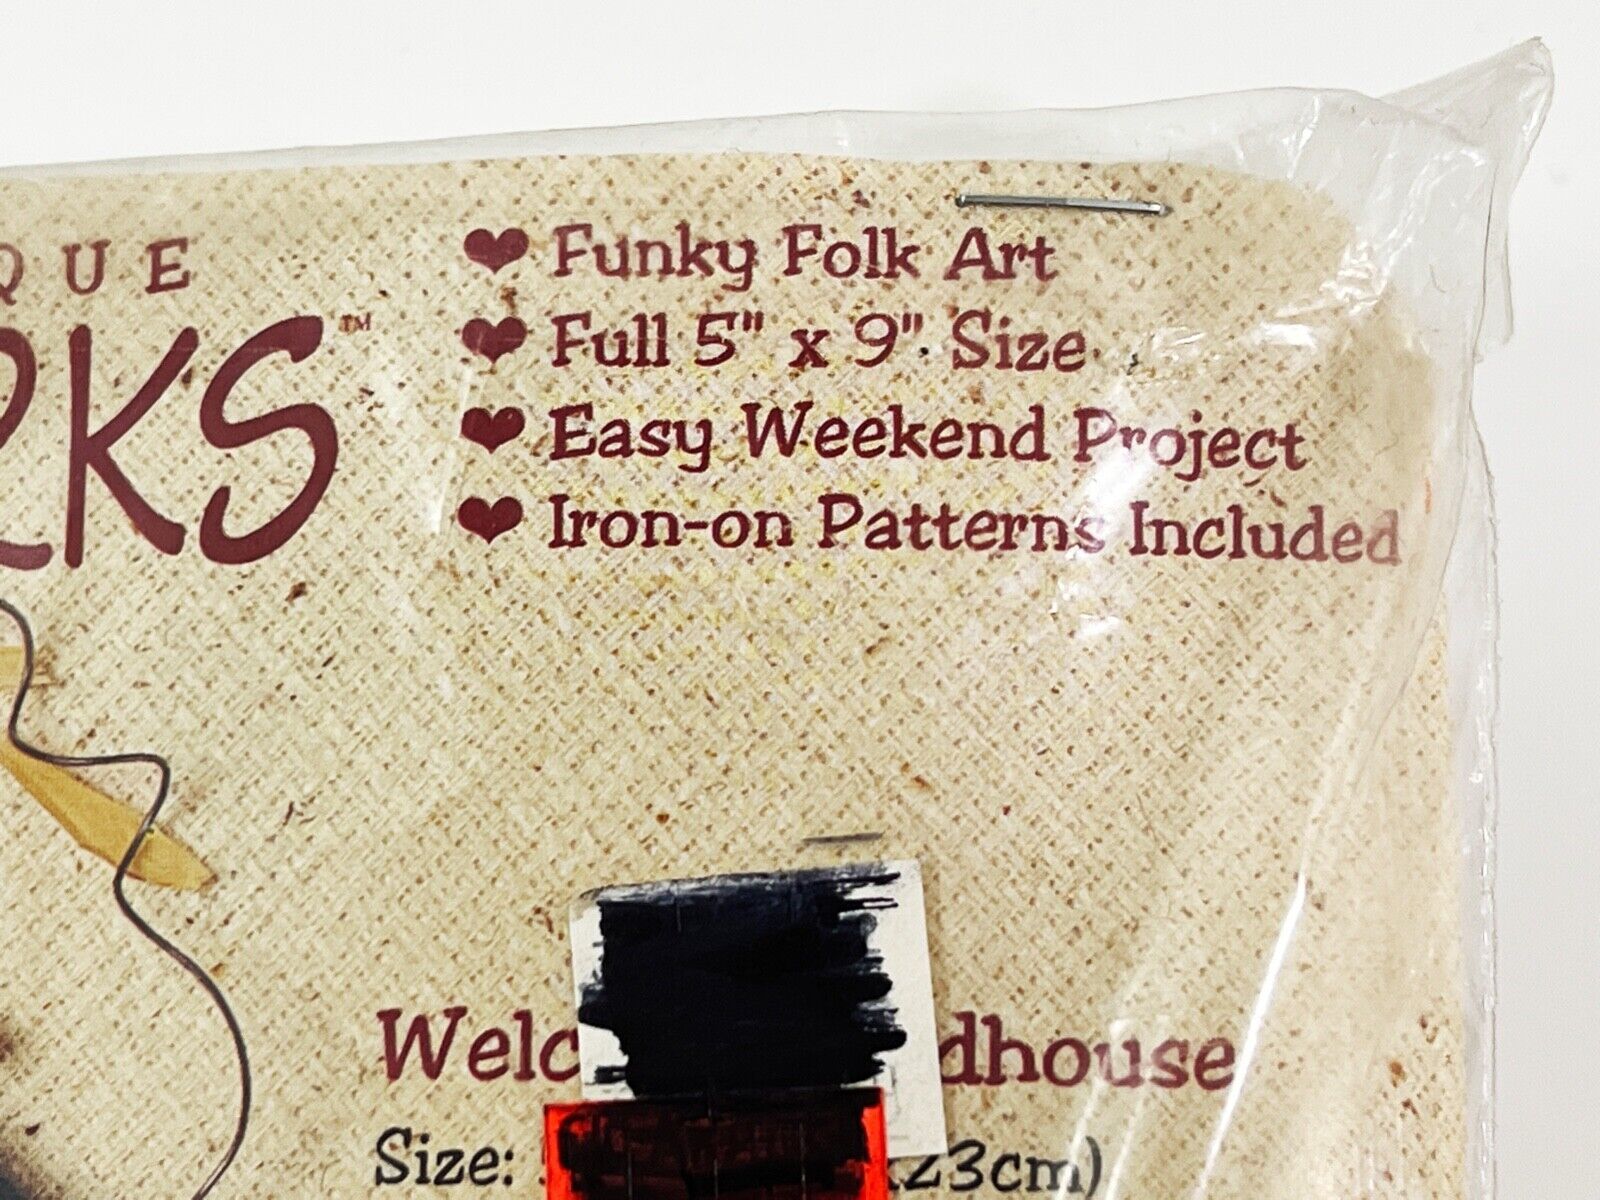 QUE
RKS™
❤ Funky Folk Art
❤ Full 5" x 9" Size
❤ Easy Weekend Project
❤ Iron-on Patterns Included
Welc dhouse
Size: 23cm)